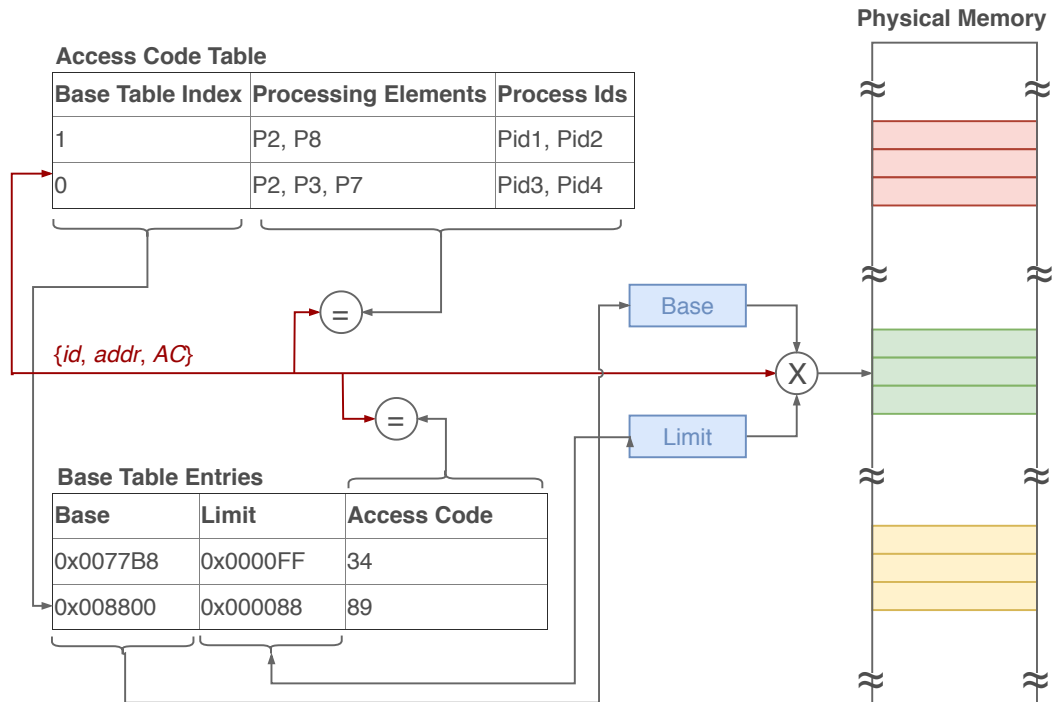 Physical Memory
Access Code Table
Base Table Index Processing Elements Process Ids
1 P2, P8 Pid1, Pid2
0 P2, P3, P7 Pid3, Pid4
Base
=
{id, addr, AC}
X
=
Limit
Base Table Entries
Base Limit Access Code
0x0077B8 0x0000FF 34
0x008800 0x000088 89